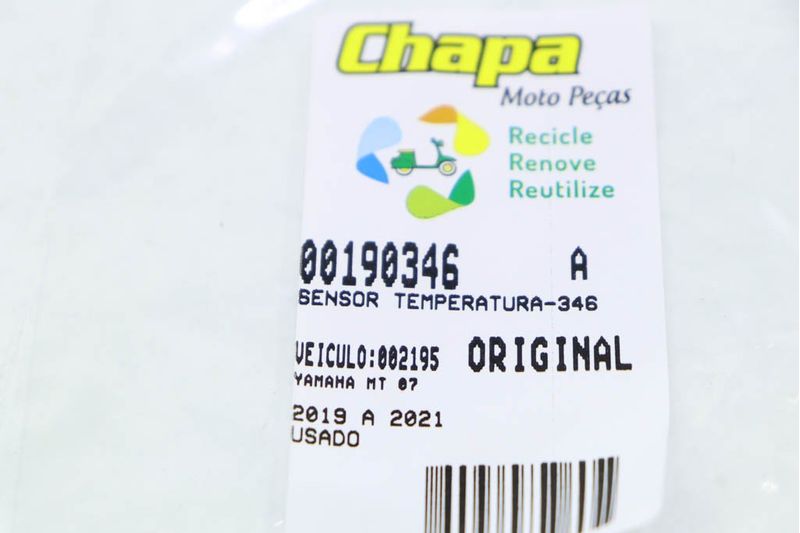 Chapa
Moto Peças
Recicle
Renove
Reutilize
00190346 A
SENSOR TEMPERATURA-346
VEICULO:002195 ORIGINAL
YAMAHA MT 07
2019 A 2021
USADO